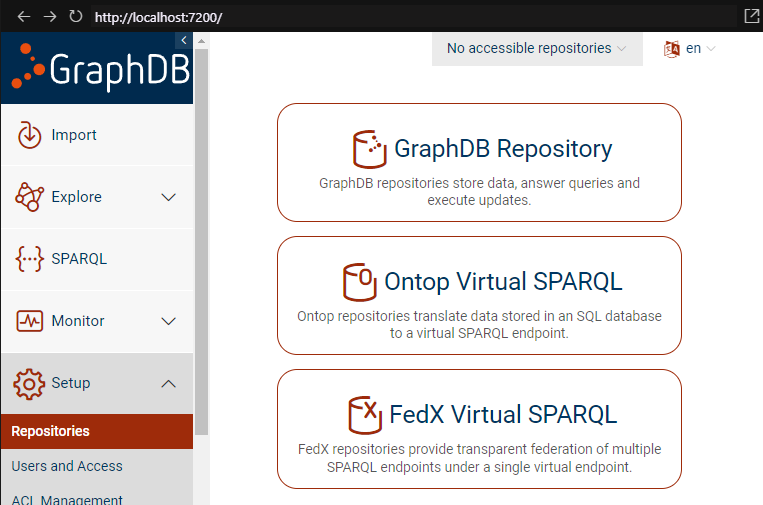 http://localhost:7200/
GraphDB
No accessible repositories
en
Import
Explore
SPARQL
Monitor
Setup
Repositories
Users and Access
ACL Management
GraphDB Repository
GraphDB repositories store data, answer queries and
execute updates.
Ontop Virtual SPARQL
Ontop repositories translate data stored in an SQL database
to a virtual SPARQL endpoint.
FedX Virtual SPARQL
FedX repositories provide transparent federation of multiple
SPARQL endpoints under a single virtual endpoint.